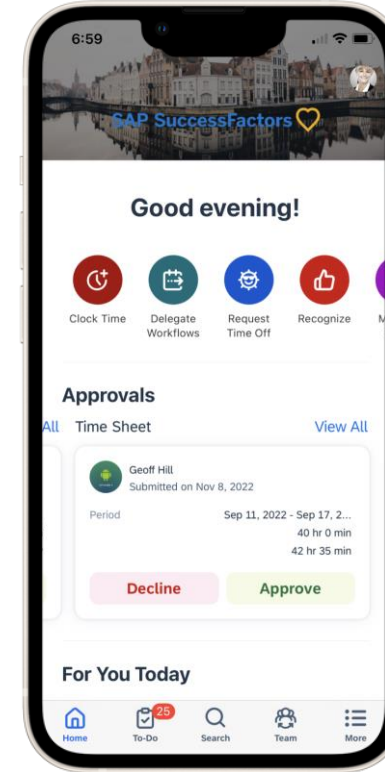 6:59
SAP SuccessFactors
Good evening!
Clock Time
Delegate
Workflows
Request
Time Off
Recognize
M
Approvals
All
Time Sheet
View All
Geoff Hill
Submitted on Nov 8, 2022
Period
Sep 11, 2022 - Sep 17, 2...
40 hr 0 min
42 hr 35 min
Decline
Approve
For You Today
25
Home
To-Do
Search
Team
More